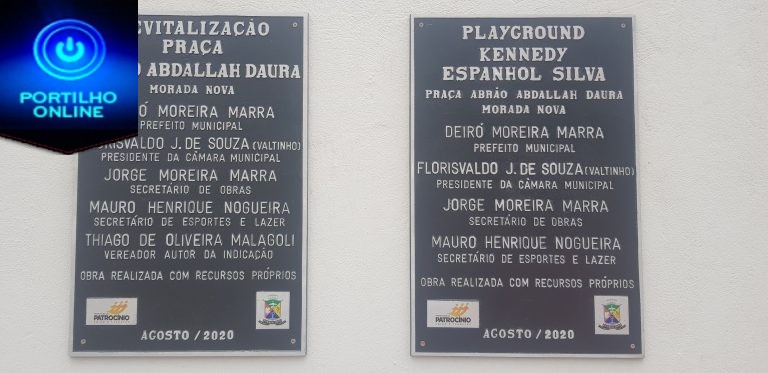 PORTILHO
ONLINE
EVITALIZAÇÃO
PRAÇA
O ABDALLAH DAURA
MORADA NOVA
RÓ MOREIRA MARRA
PREFEITO MUNICIPAL
ORISVALDO J. DE SOUZA (VALTINHO)
PRESIDENTE DA CÂMARA MUNICIPAL
JORGE MOREIRA MARRA
SECRETÁRIO DE OBRAS
MAURO HENRIQUE NOGUEIRA
SECRETÁRIO DE ESPORTES E LAZER
THIAGO DE OLIVEIRA MALAGOLI
VEREADOR AUTOR DA INDICAÇÃO
OBRA REALIZADA COM RECURSOS PRÓPRIOS
PATROCÍNIO
AGOSTO / 2020
PLAYGROUND
KENNEDY
ESPANHOL SILVA
PRAÇA ABRÃO ABDALLAH DAURA
MORADA NOVA
DEIRÓ MOREIRA MARRA
PREFEITO MUNICIPAL
FLORISVALDO J. DE SOUZA (VALTINHO)
PRESIDENTE DA CÂMARA MUNICIPAL
JORGE MOREIRA MARRA
SECRETÁRIO DE OBRAS
MAURO HENRIQUE NOGUEIRA
SECRETÁRIO DE ESPORTES E LAZER
OBRA REALIZADA COM RECURSOS PRÓPRIOS
PATROCÍNIO
AGOSTO / 2020